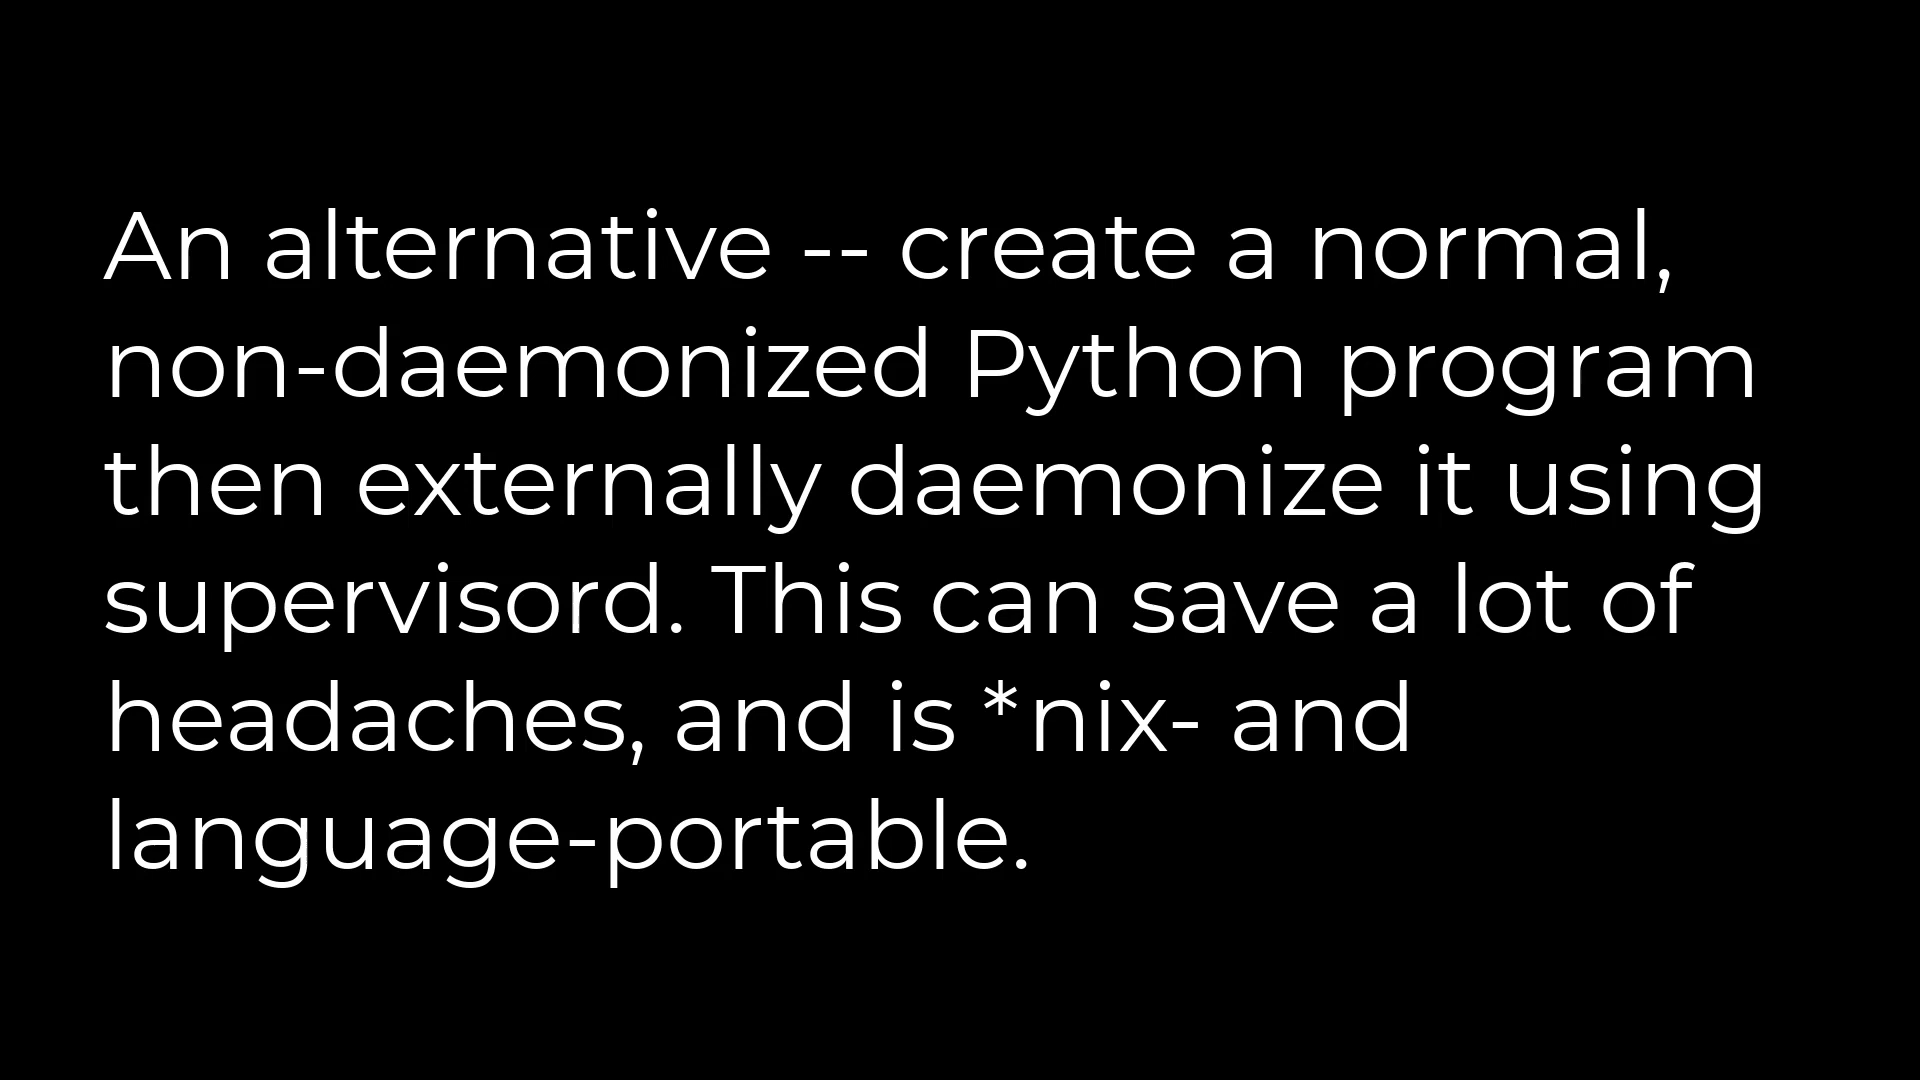 An alternative -- create a normal,
non-daemonized Python program
then externally daemonize it using
supervisord. This can save a lot of
headaches, and is *nix- and
language-portable.